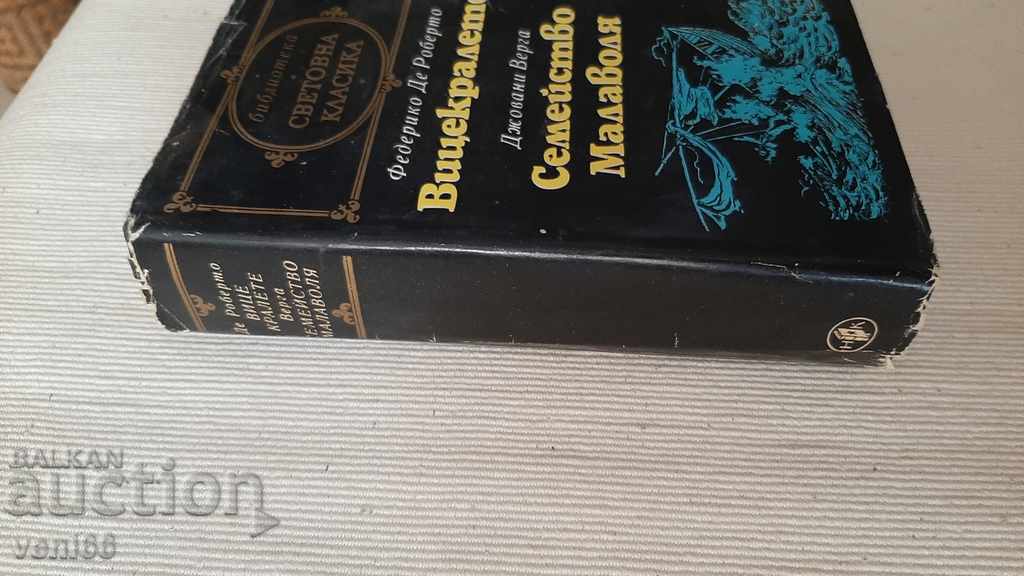 библиотека
СВЕТОВНА
КЛАСИКА
Федерико Де Роберто
Вицекралете
Джовани Верга
Семейство
Малаволя
Де Роберто
ВИЦЕ
КРАЛЕТЕ
Верга
СЕМЕЙСТВО
МАЛАВОЛЯ
НК
BALKAN
auction
veni66